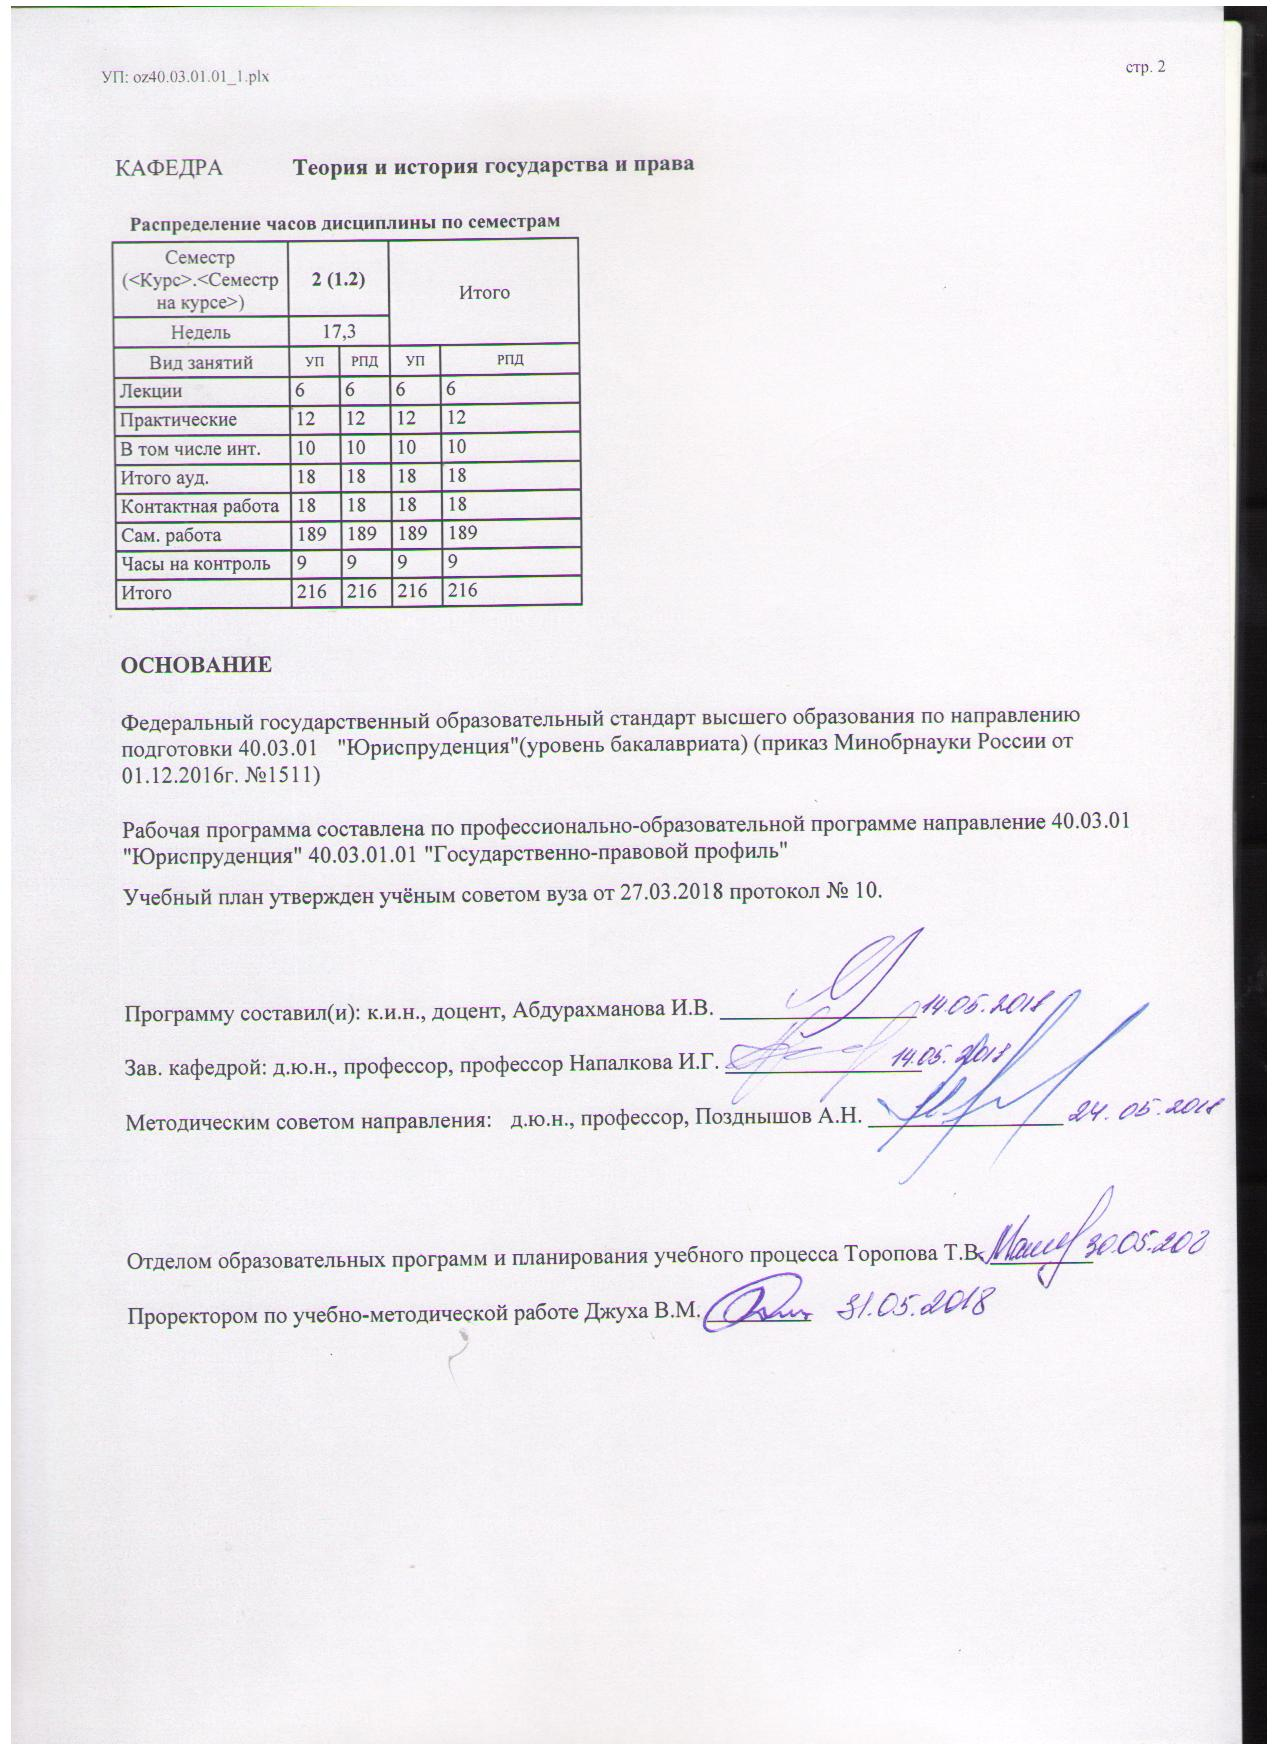 УП: oz40.03.01.01_1.plx стр. 2
КАФЕДРА Теория и история государства и права
Распределение часов дисциплины по семестрам
Семестр (<Курс>.<Семестр на курсе>) 2 (1.2) Итого
Недель 17,3
Вид занятий УП РПД УП РПД
Лекции 6 6 6 6
Практические 12 12 12 12
В том числе инт. 10 10 10 10
Итого ауд. 18 18 18 18
Контактная работа 18 18 18 18
Сам. работа 189 189 189 189
Часы на контроль 9 9 9 9
Итого 216 216 216 216
ОСНОВАНИЕ
Федеральный государственный образовательный стандарт высшего образования по направлению
подготовки 40.03.01 "Юриспруденция"(уровень бакалавриата) (приказ Минобрнауки России от
01.12.2016г. №1511)
Рабочая программа составлена по профессионально-образовательной программе направление 40.03.01
"Юриспруденция" 40.03.01.01 "Государственно-правовой профиль"
Учебный план утвержден учёным советом вуза от 27.03.2018 протокол № 10.
Программу составил(и): к.и.н., доцент, Абдурахманова И.В. 14.05.2018
Зав. кафедрой: д.ю.н., профессор, профессор Напалкова И.Г. 14.05.2018
Методическим советом направления: д.ю.н., профессор, Позднышов А.Н. 24.05.2018
Отделом образовательных программ и планирования учебного процесса Торопова Т.В.
Проректором по учебно-методической работе Джуха В.М. 31.05.2018